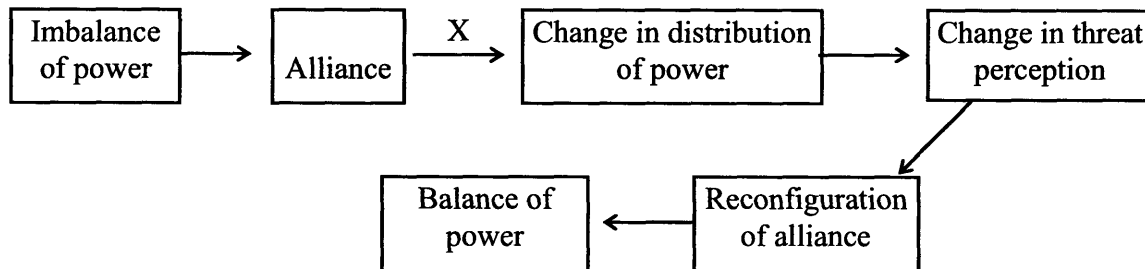 Imbalance
of power
Alliance
X
Change in distribution
of power
Change in threat
perception
Reconfiguration
of alliance
Balance of
power